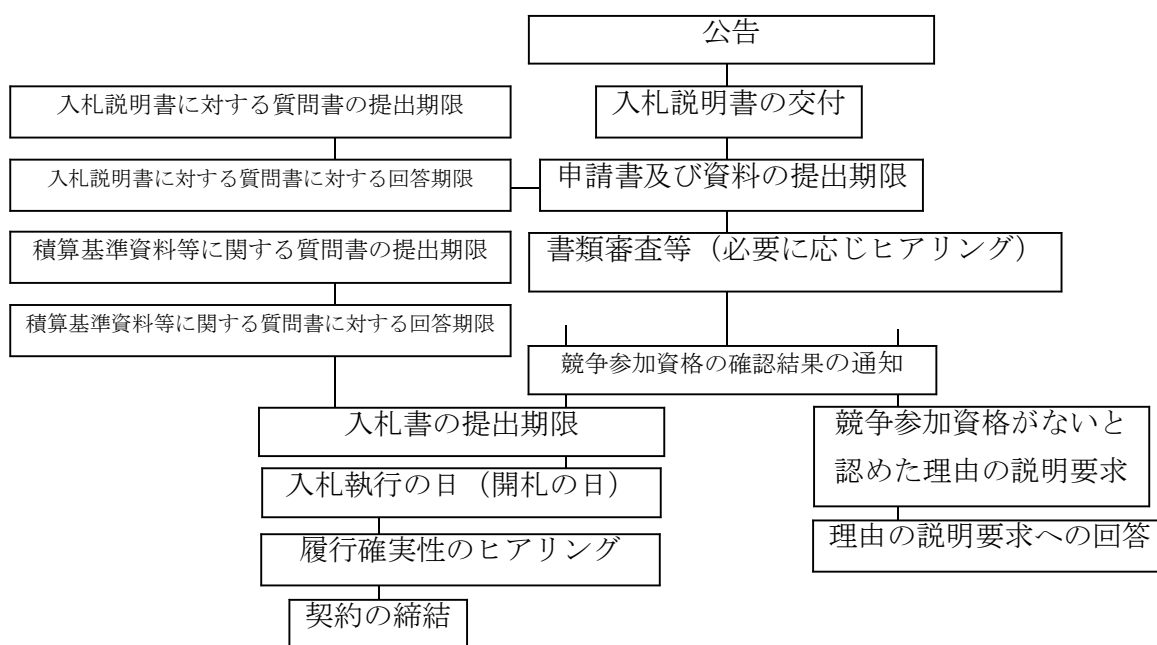 公告
入札説明書に対する質問書の提出期限
入札説明書の交付
入札説明書に対する質問書に対する回答期限
申請書及び資料の提出期限
積算基準資料等に関する質問書の提出期限
書類審査等（必要に応じヒアリング）
積算基準資料等に関する質問書に対する回答期限
競争参加資格の確認結果の通知
入札書の提出期限
競争参加資格がないと
認めた理由の説明要求
入札執行の日（開札の日）
理由の説明要求への回答
履行確実性のヒアリング
契約の締結